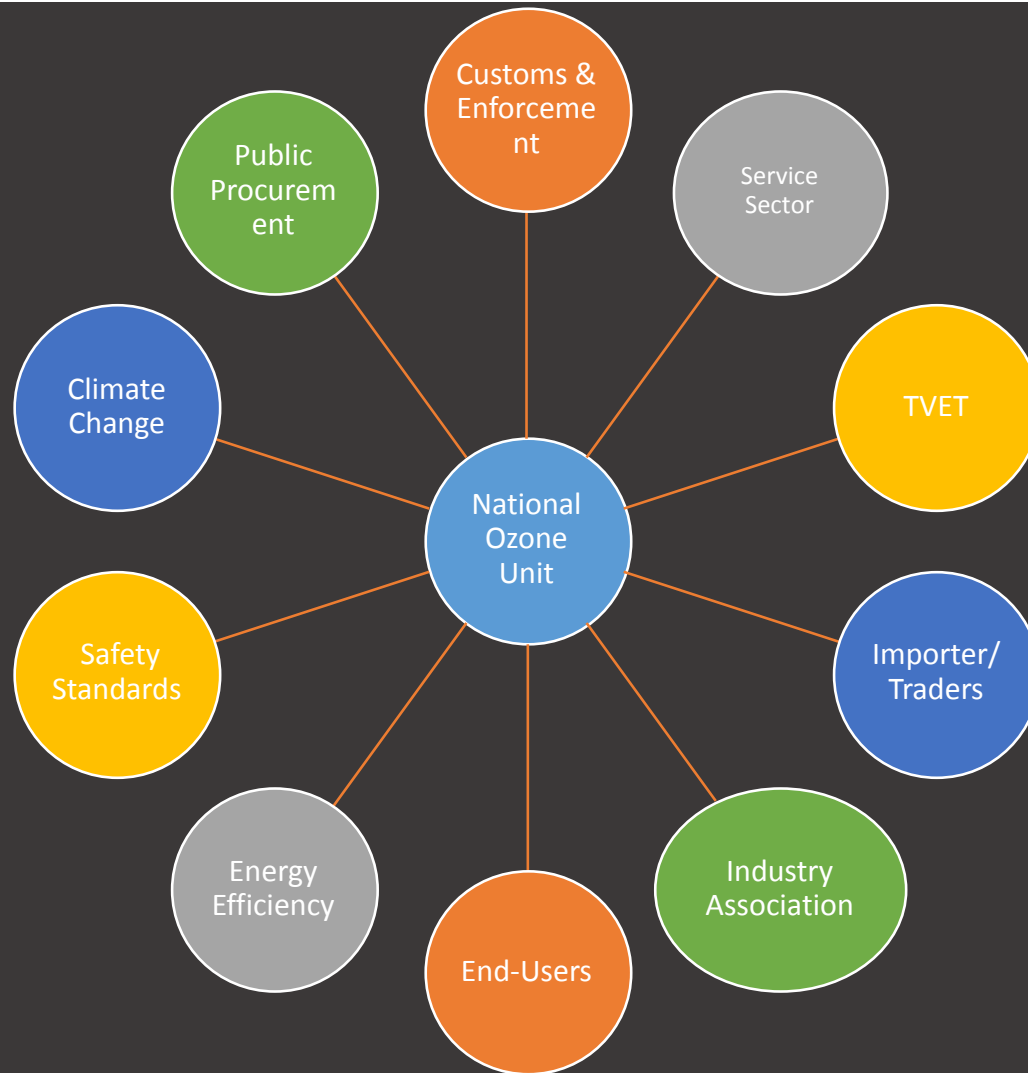 Customs &
Enforceme
nt
Service
Sector
TVET
Importer/
Traders
Industry
Association
End-Users
Energy
Efficiency
Safety
Standards
Climate
Change
Public
Procurem
ent
National
Ozone
Unit